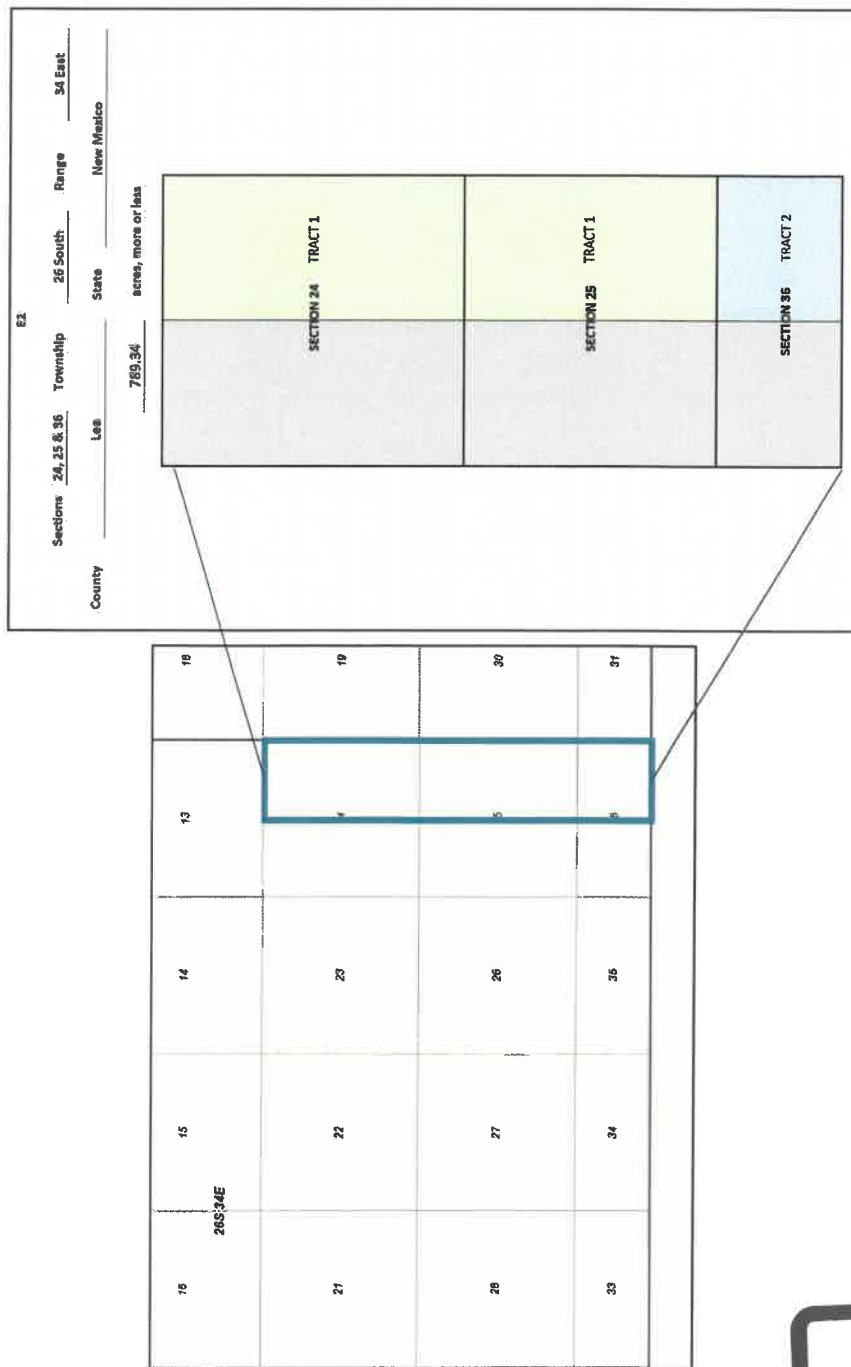 E2
Sections 24, 25 & 36 Township 26 South Range 34 East
County Lea State New Mexico
789.34 acres, more or less
SECTION 24 TRACT 1
SECTION 25 TRACT 1
SECTION 36 TRACT 2
16 15 14 13 18
26S 34E
21 22 23 19
28 27 26 30
33 34 35 31